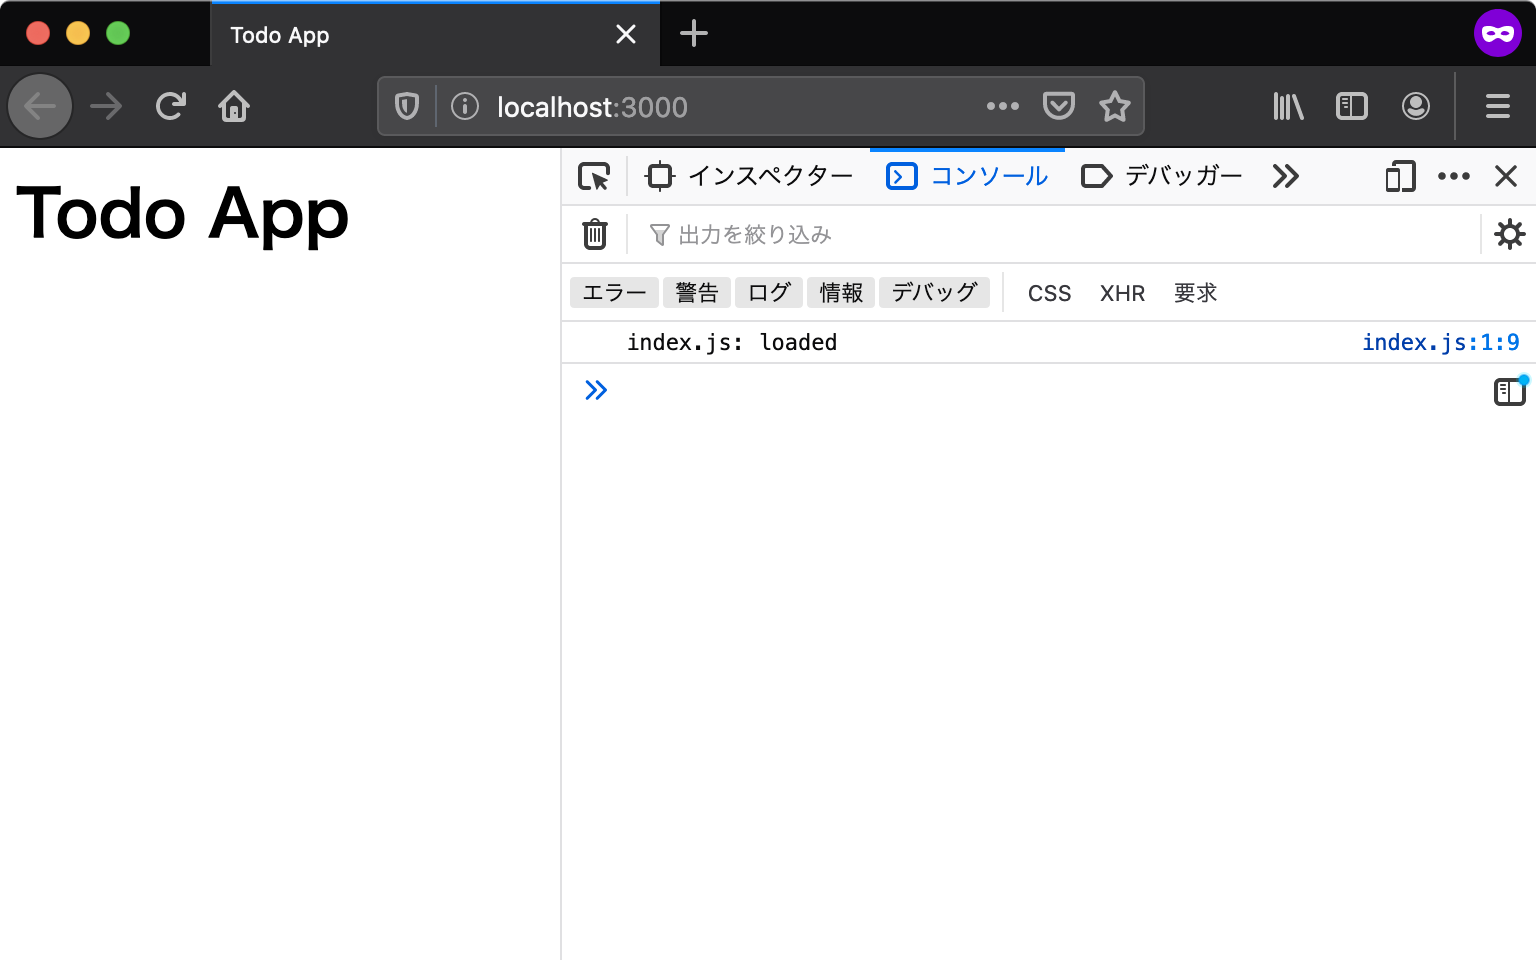 Todo App
localhost:3000
Todo App
インスペクター コンソール デバッガー
出力を絞り込み
エラー 警告 ログ 情報 デバッグ CSS XHR 要求
index.js: loaded index.js:1:9